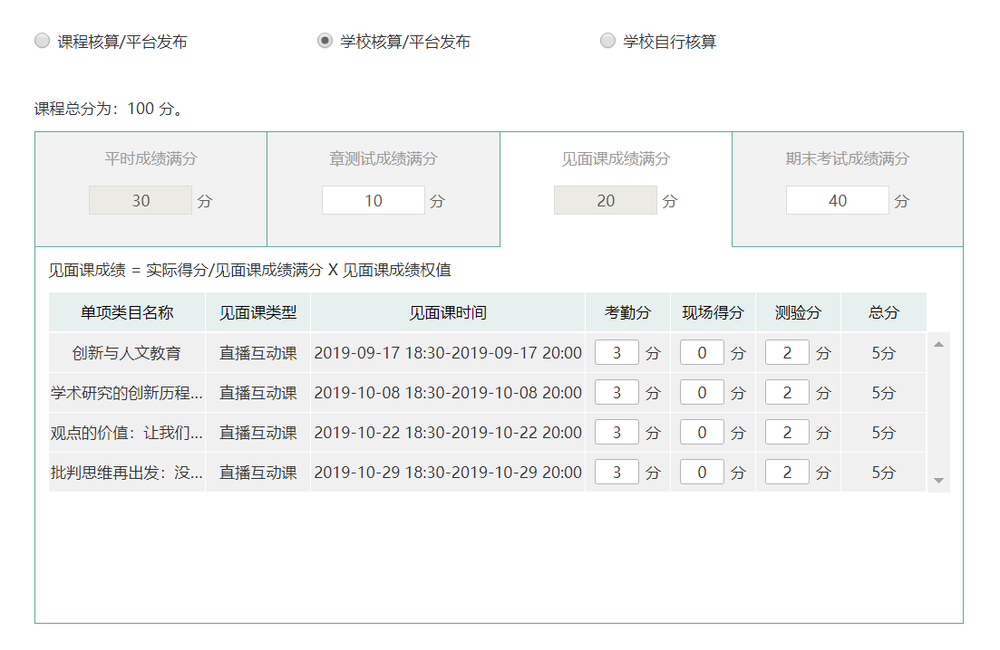 课程核算/平台发布 学校核算/平台发布 学校自行核算
课程总分为：100 分。
平时成绩满分 章测试成绩满分 见面课成绩满分 期末考试成绩满分
30 分 10 分 20 分 40 分
见面课成绩 = 实际得分/见面课成绩满分 X 见面课成绩权值
单项类目名称 见面课类型 见面课时间 考勤分 现场得分 测验分 总分
创新与人文教育 直播互动课 2019-09-17 18:30-2019-09-17 20:00 3 分 0 分 2 分 5分
学术研究的创新历程... 直播互动课 2019-10-08 18:30-2019-10-08 20:00 3 分 0 分 2 分 5分
观点的价值：让我们... 直播互动课 2019-10-22 18:30-2019-10-22 20:00 3 分 0 分 2 分 5分
批判思维再出发：没... 直播互动课 2019-10-29 18:30-2019-10-29 20:00 3 分 0 分 2 分 5分